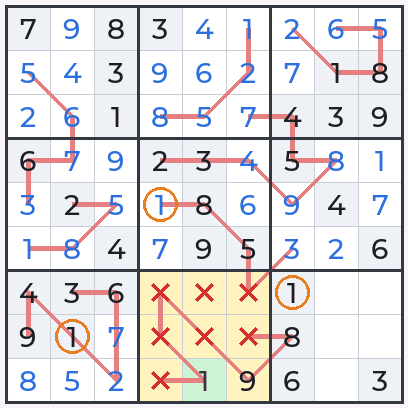 7 9 8 3 4 1 2 6 5
5 4 3 9 6 2 7 1 8
2 6 1 8 5 7 4 3 9
6 7 9 2 3 4 5 8 1
3 2 5 1 8 6 9 4 7
1 8 4 7 9 5 3 2 6
4 3 6 × × × 1
9 1 7 × × × 8
8 5 2 × 1 9 6 3